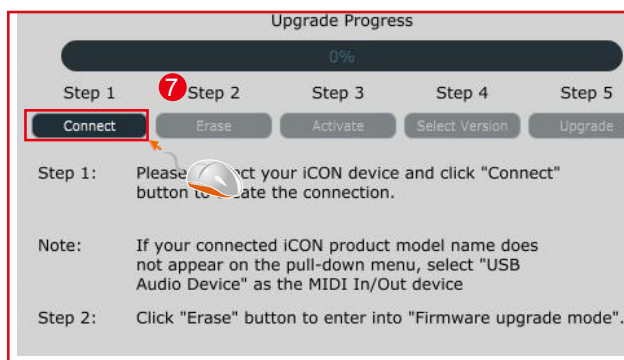 Upgrade Progress
0%
Step 1 Step 2 Step 3 Step 4 Step 5
7
Connect Erase Activate Select Version Upgrade
Step 1: Please ct your iCON device and click "Connect"
button to eate the connection.
Note: If your connected iCON product model name does
not appear on the pull-down menu, select "USB
Audio Device" as the MIDI In/Out device
Step 2: Click "Erase" button to enter into "Firmware upgrade mode".